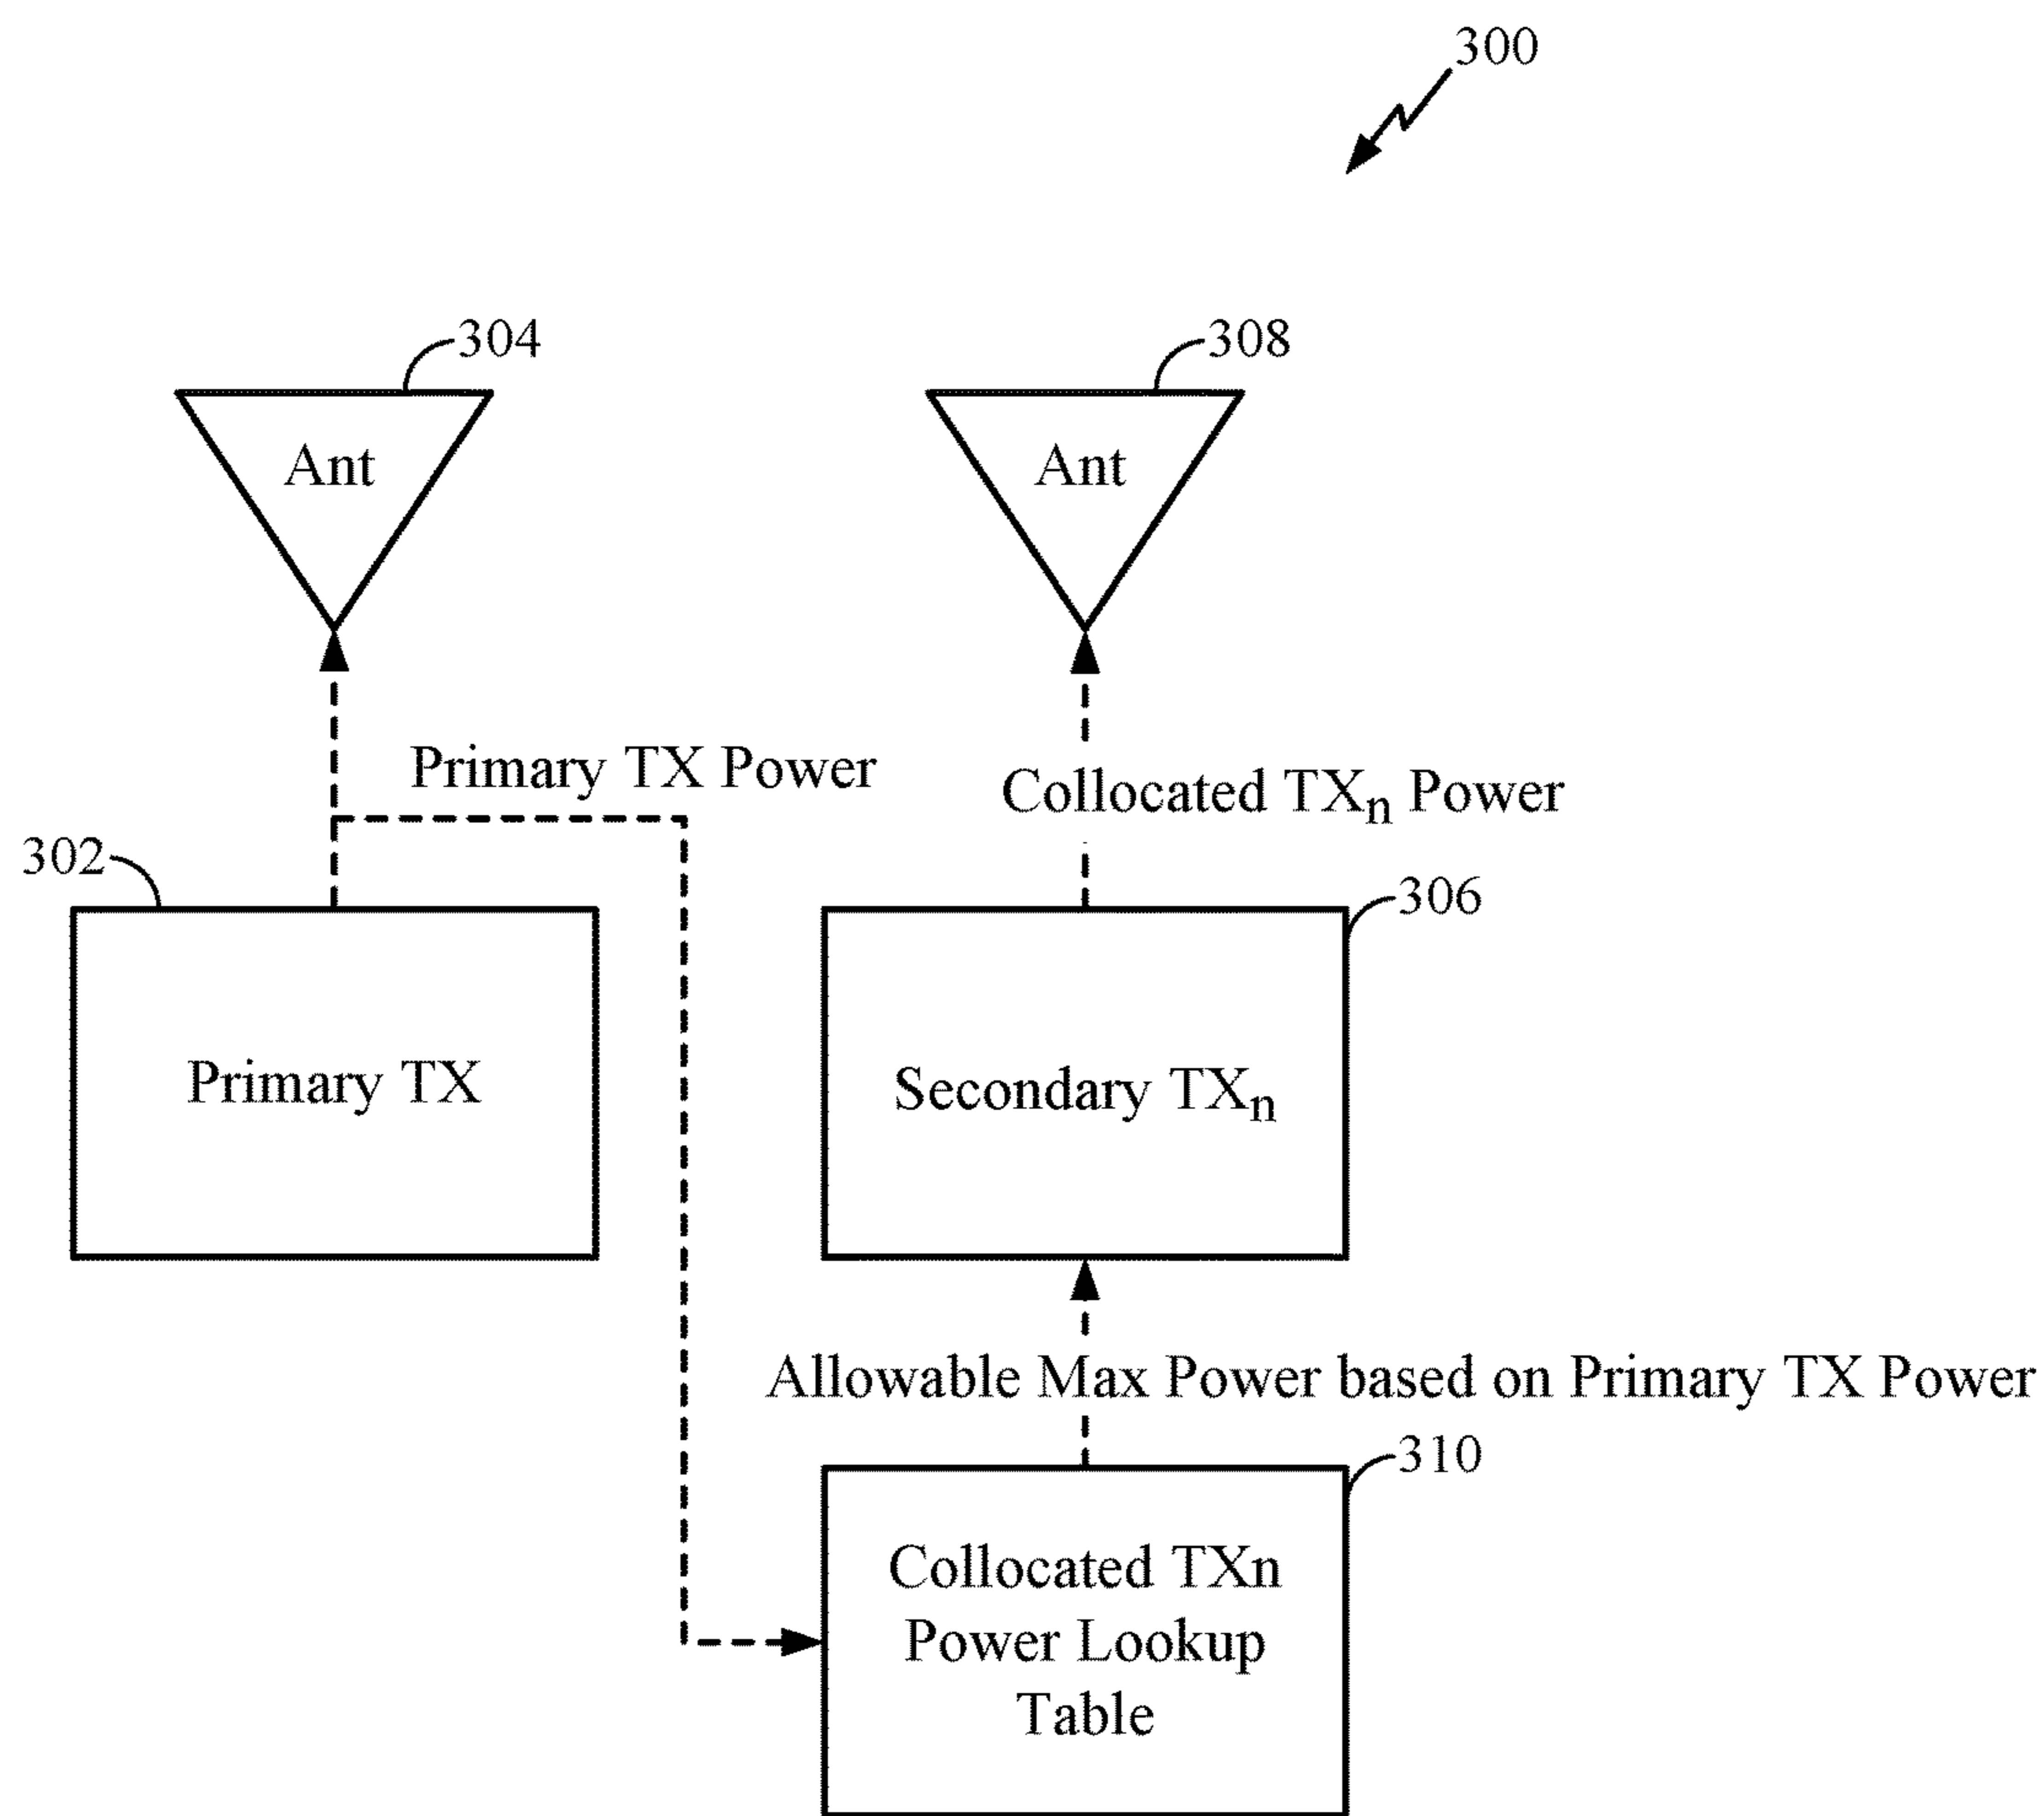 300
304
308
Ant
Ant
Primary TX Power
Collocated TXn Power
302
306
Primary TX
Secondary TXn
Allowable Max Power based on Primary TX Power
310
Collocated TXn
Power Lookup
Table